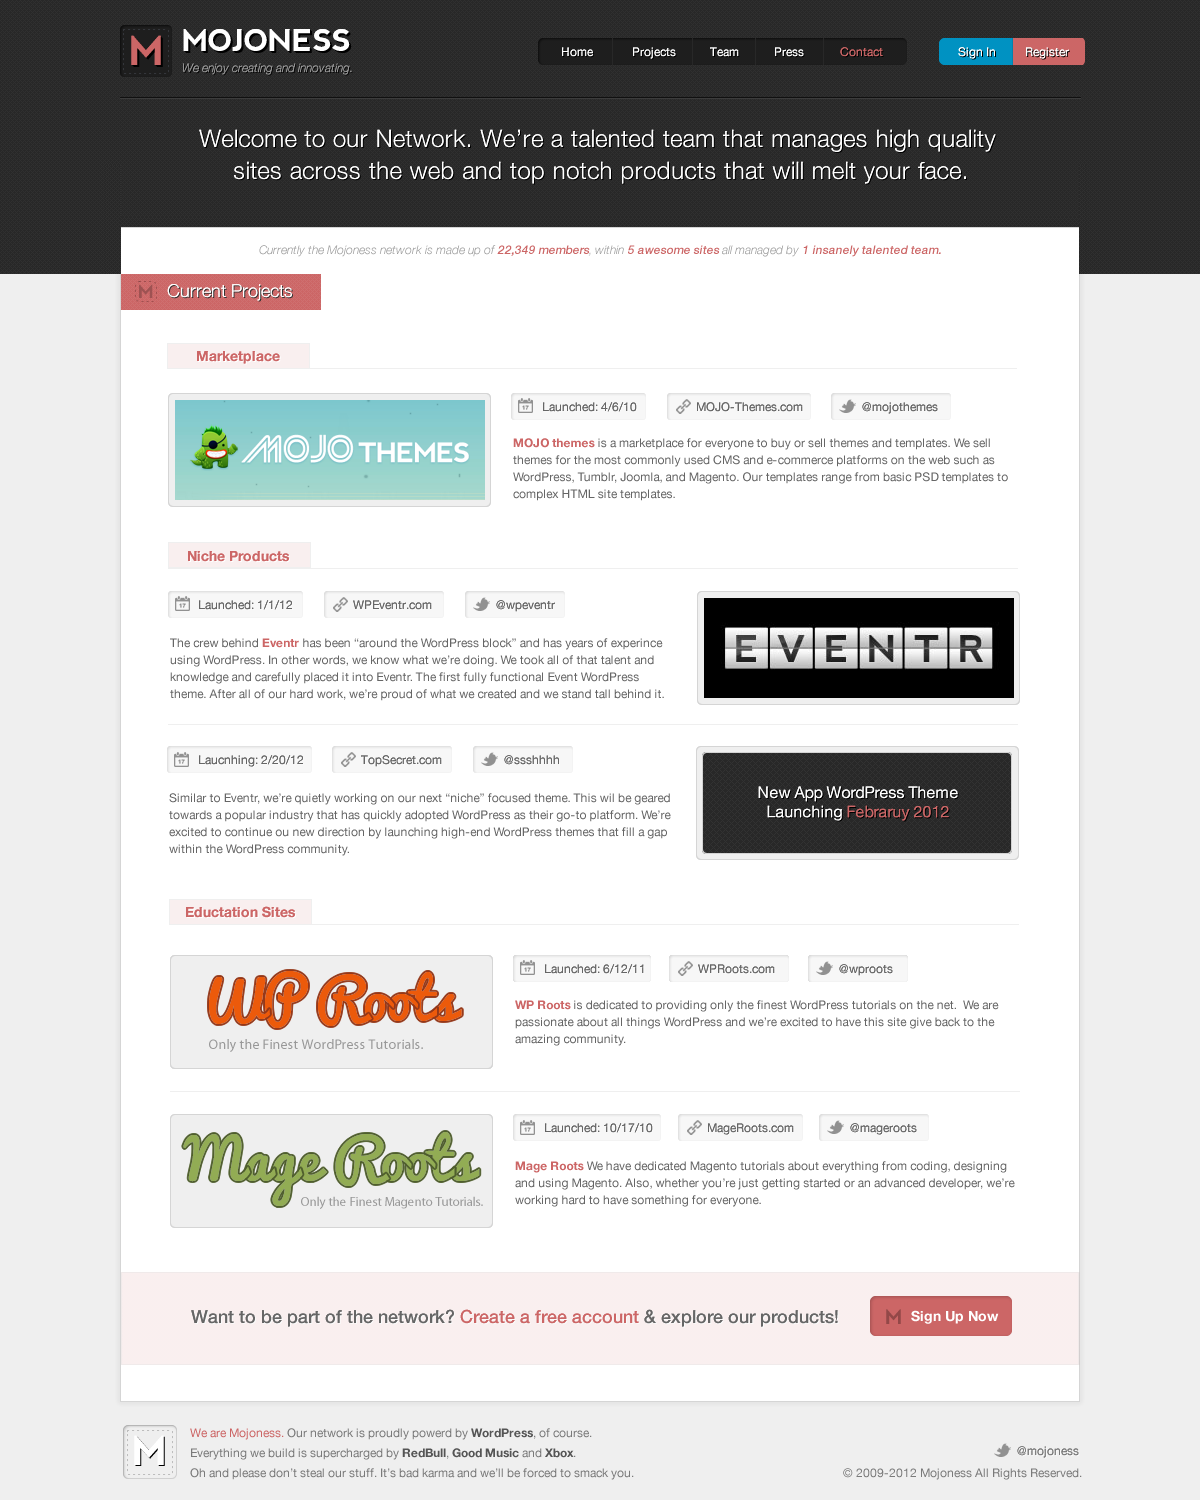 M MOJONESS
We enjoy creating and innovating.
Home Projects Team Press Contact Sign In Register
Welcome to our Network. We're a talented team that manages high quality
sites across the web and top notch products that will melt your face.
Currently the Mojoness network is made up of 22,349 members, within 5 awesome sites all managed by 1 insanely talented team.
M Current Projects
Marketplace
MOJO THEMES
17 Launched: 4/6/10 MOJO-Themes.com @mojothemes
MOJO themes is a marketplace for everyone to buy or sell themes and templates. We sell
themes for the most commonly used CMS and e-commerce platforms on the web such as
WordPress, Tumblr, Joomla, and Magento. Our templates range from basic PSD templates to
complex HTML site templates.
Niche Products
17 Launched: 1/1/12 WPEventr.com @wpeventr
The crew behind Eventr has been “around the WordPress block” and has years of experince
using WordPress. In other words, we know what we're doing. We took all of that talent and
knowledge and carefully placed it into Eventr. The first fully functional Event WordPress
theme. After all of our hard work, we're proud of what we created and we stand tall behind it.
EVENTR
17 Laucnhing: 2/20/12 TopSecret.com @ssshhhh
Similar to Eventr, we're quietly working on our next “niche” focused theme. This wil be geared
towards a popular industry that has quickly adopted WordPress as their go-to platform. We're
excited to continue ou new direction by launching high-end WordPress themes that fill a gap
within the WordPress community.
New App WordPress Theme
Launching Febraruy 2012
Eductation Sites
WP Roots
Only the Finest WordPress Tutorials.
17 Launched: 6/12/11 WPRoots.com @wproots
WP Roots is dedicated to providing only the finest WordPress tutorials on the net.  We are
passionate about all things WordPress and we're excited to have this site give back to the
amazing community.
Mage Roots
Only the Finest Magento Tutorials.
17 Launched: 10/17/10 MageRoots.com @mageroots
Mage Roots We have dedicated Magento tutorials about everything from coding, designing
and using Magento. Also, whether you're just getting started or an advanced developer, we're
working hard to have something for everyone.
Want to be part of the network? Create a free account & explore our products! M Sign Up Now
M
We are Mojoness. Our network is proudly powerd by WordPress, of course.
Everything we build is supercharged by RedBull, Good Music and Xbox.
Oh and please don't steal our stuff. It's bad karma and we'll be forced to smack you.
@mojoness
© 2009-2012 Mojoness All Rights Reserved.